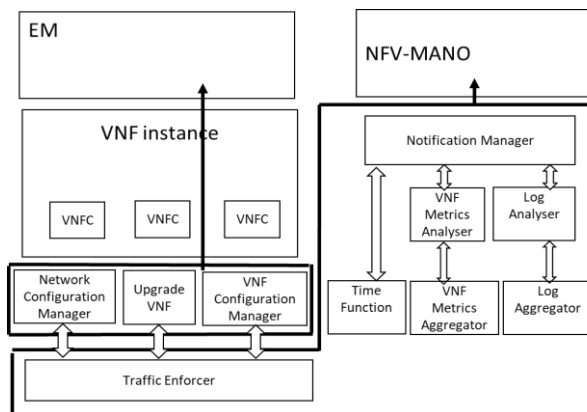 EM
NFV-MANO
VNF instance
VNFC
VNFC
VNFC
Notification Manager
VNF
Metrics
Analyser
Log
Analyser
Network
Configuration
Manager
Upgrade
VNF
VNF
Configuration
Manager
Time
Function
VNF
Metrics
Aggregator
Log
Aggregator
Traffic Enforcer